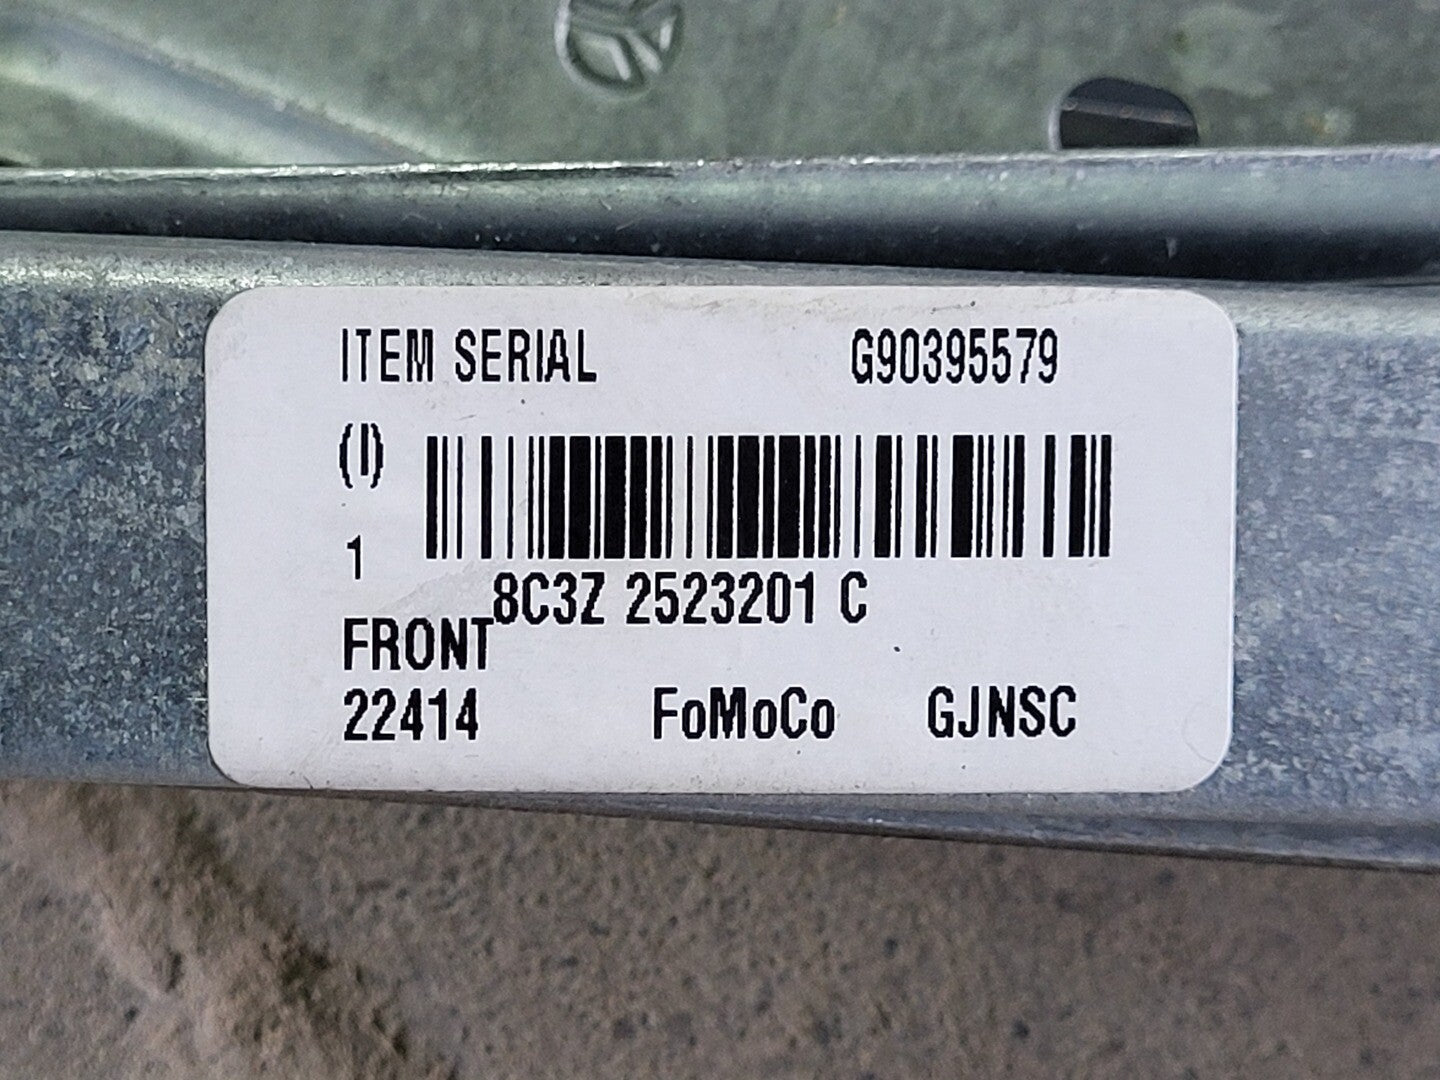 ITEM SERIAL G90395579
(I)
1
8C3Z 2523201 C
FRONT
22414 FoMoCo GJNSC